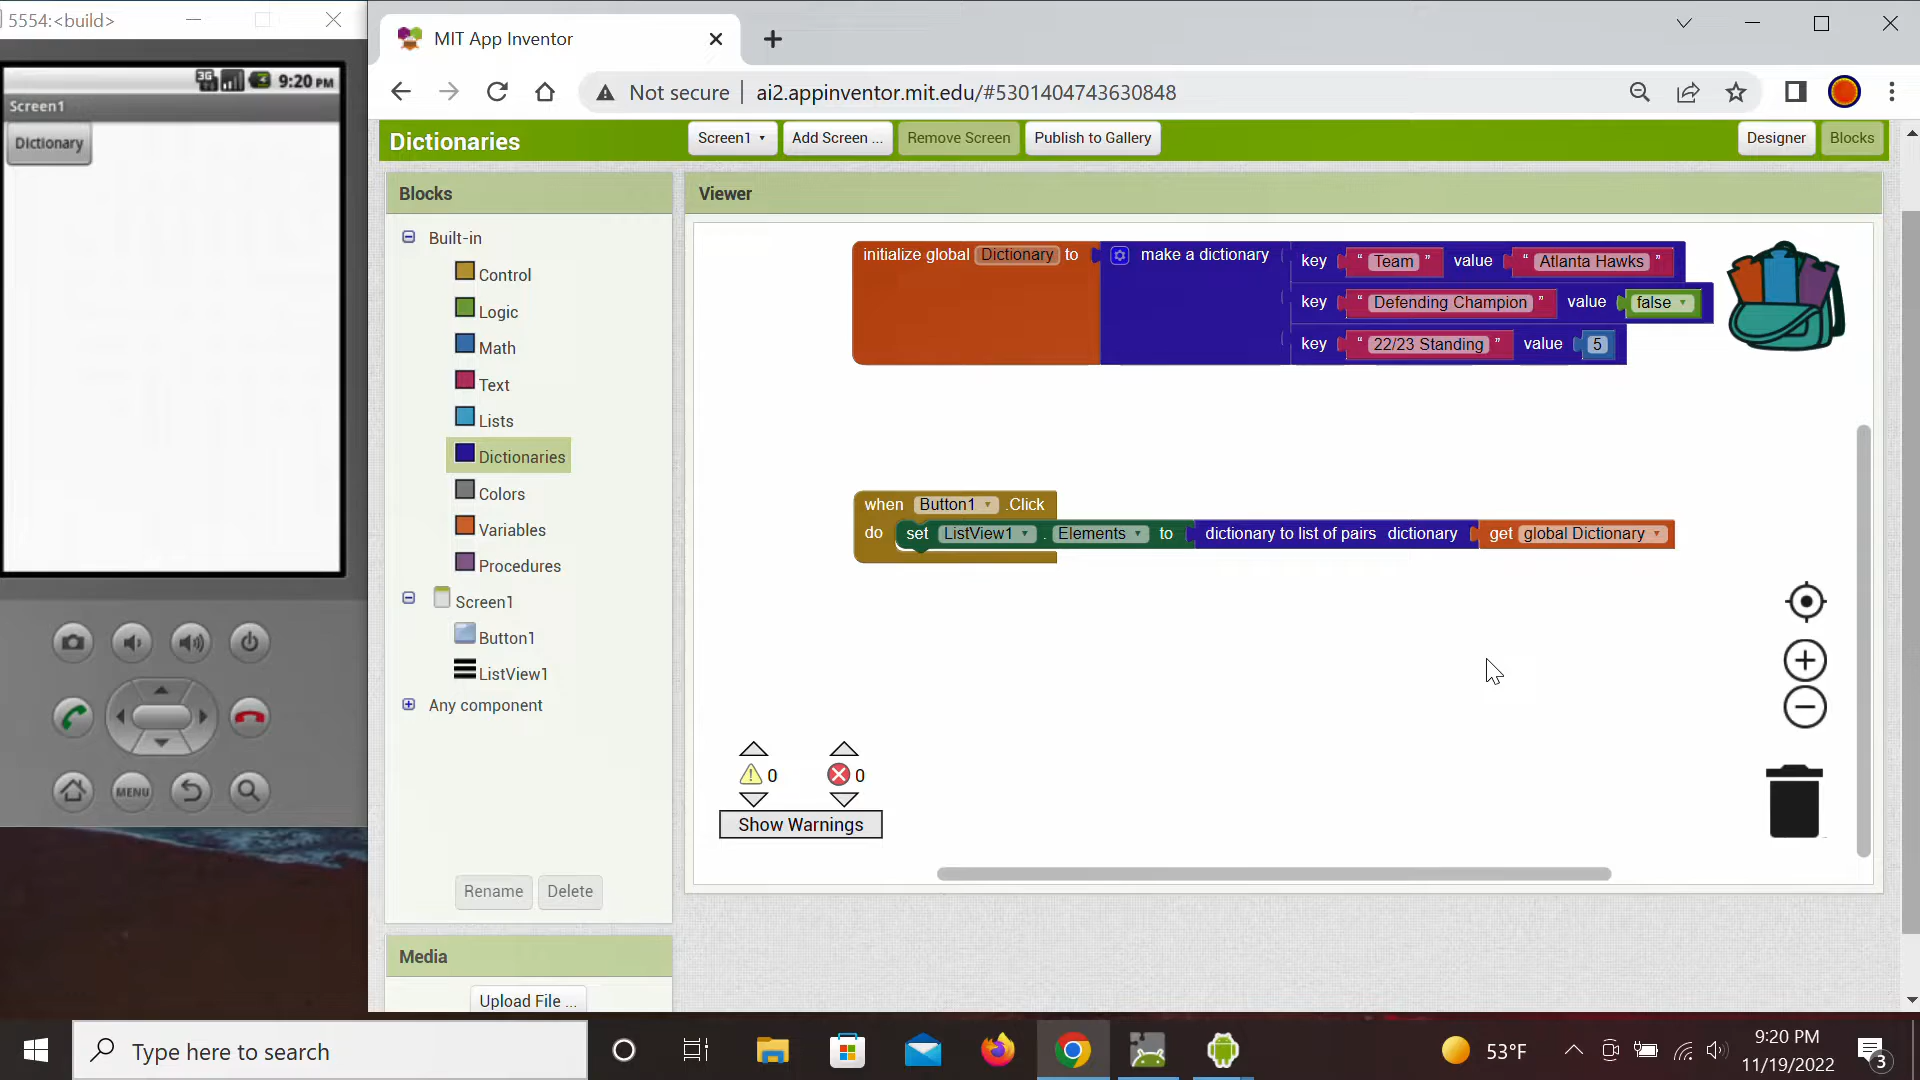 5554:<build>
3G 9:20 PM
Screen1
Dictionary
MENU
MIT App Inventor
Not secure ai2.appinventor.mit.edu/#5301404743630848
Dictionaries Screen1 Add Screen ... Remove Screen Publish to Gallery Designer Blocks
Blocks
Built-in
Control
Logic
Math
Text
Lists
Dictionaries
Colors
Variables
Procedures
Screen1
Button1
ListView1
Any component
Rename Delete
Media
Upload File ...
Viewer
initialize global Dictionary to make a dictionary key “ Team ” value “ Atlanta Hawks ”
key “ Defending Champion ” value false
key “ 22/23 Standing ” value 5
when Button1 .Click
do set ListView1 . Elements to dictionary to list of pairs dictionary get global Dictionary
0 0
Show Warnings
Type here to search
53°F
9:20 PM
11/19/2022
3